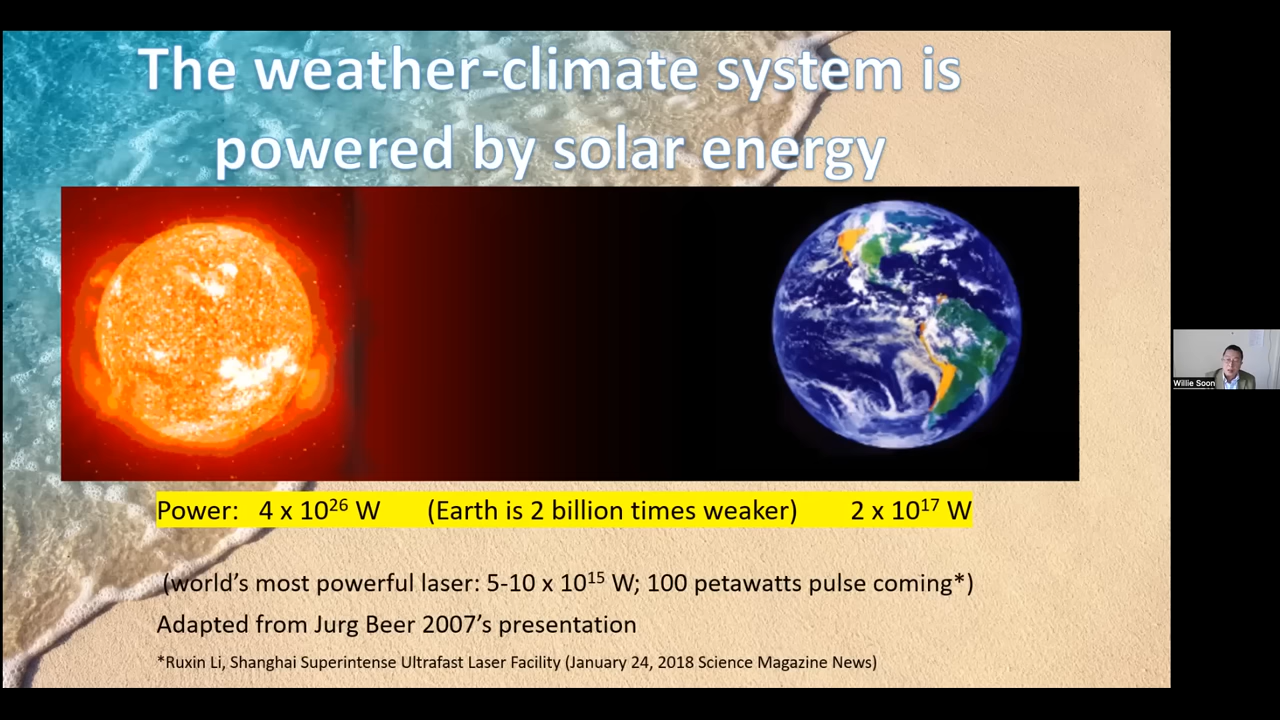 The weather-climate system is
powered by solar energy
Power: 4 x 10²⁶ W (Earth is 2 billion times weaker) 2 x 10¹⁷ W
(world's most powerful laser: 5-10 x 10¹⁵ W; 100 petawatts pulse coming*)
Adapted from Jurg Beer 2007's presentation
*Ruxin Li, Shanghai Superintense Ultrafast Laser Facility (January 24, 2018 Science Magazine News)
Willie Soon